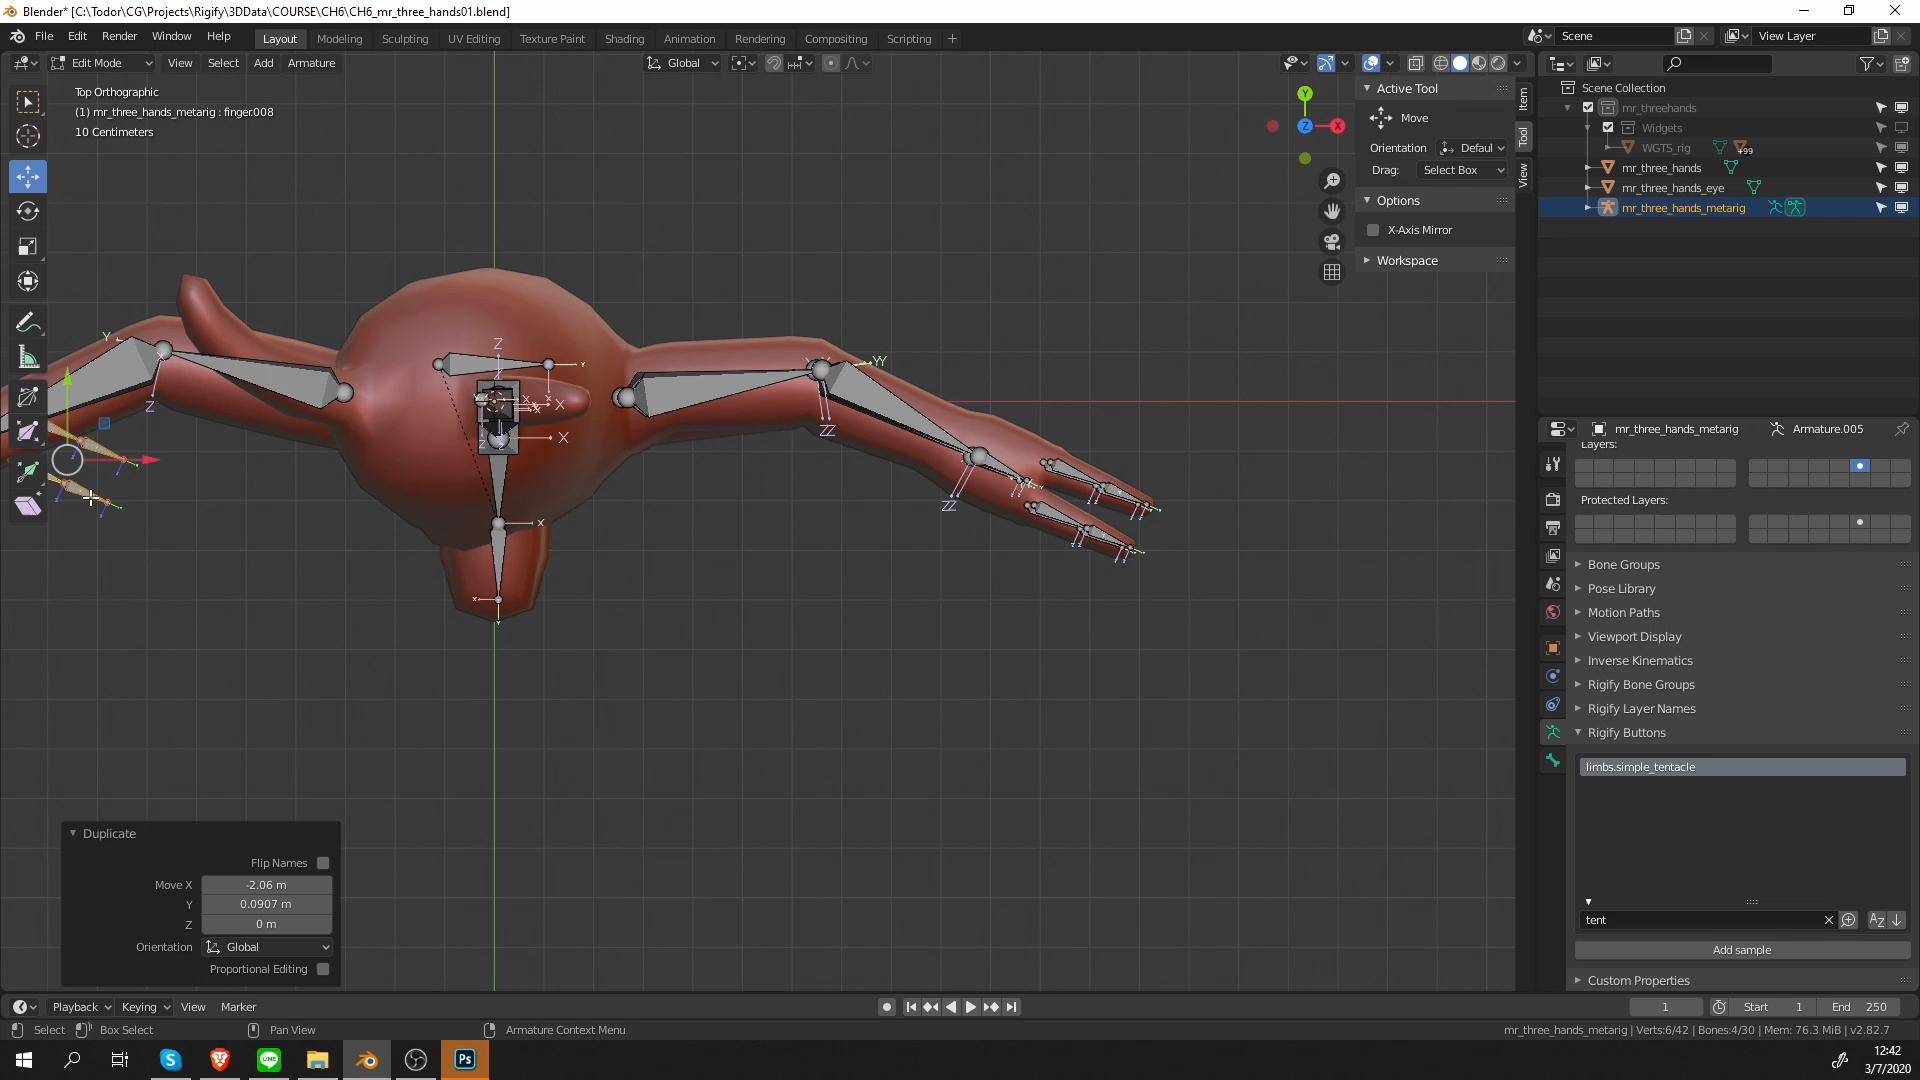 Blender* [C:\Todor\CG\Projects\Rigify\3DData\COURSE\CH6\CH6_mr_three_hands01.blend]
File Edit Render Window Help Layout Modeling Sculpting UV Editing Texture Paint Shading Animation Rendering Compositing Scripting + Scene View Layer
Edit Mode View Select Add Armature Global
Top Orthographic
(1) mr_three_hands_metarig : finger.008
10 Centimeters
Y
Z X
Active Tool
Move
Orientation Defaul
Drag: Select Box
Options
X-Axis Mirror
Workspace
Item
Tool
View
Scene Collection
mr_threehands
Widgets
WGTS_rig +99
mr_three_hands
mr_three_hands_eye
mr_three_hands_metarig
mr_three_hands_metarig Armature.005
Layers:
Protected Layers:
Bone Groups
Pose Library
Motion Paths
Viewport Display
Inverse Kinematics
Rigify Bone Groups
Rigify Layer Names
Rigify Buttons
limbs.simple_tentacle
tent
Add sample
Custom Properties
Duplicate
Flip Names
Move X -2.06 m
Y 0.0907 m
Z 0 m
Orientation Global
Proportional Editing
Playback Keying View Marker 1 Start 1 End 250
Select Box Select Pan View Armature Context Menu mr_three_hands_metarig | Verts:6/42 | Bones:4/30 | Mem: 76.3 MiB | v2.82.7
12:42
3/7/2020